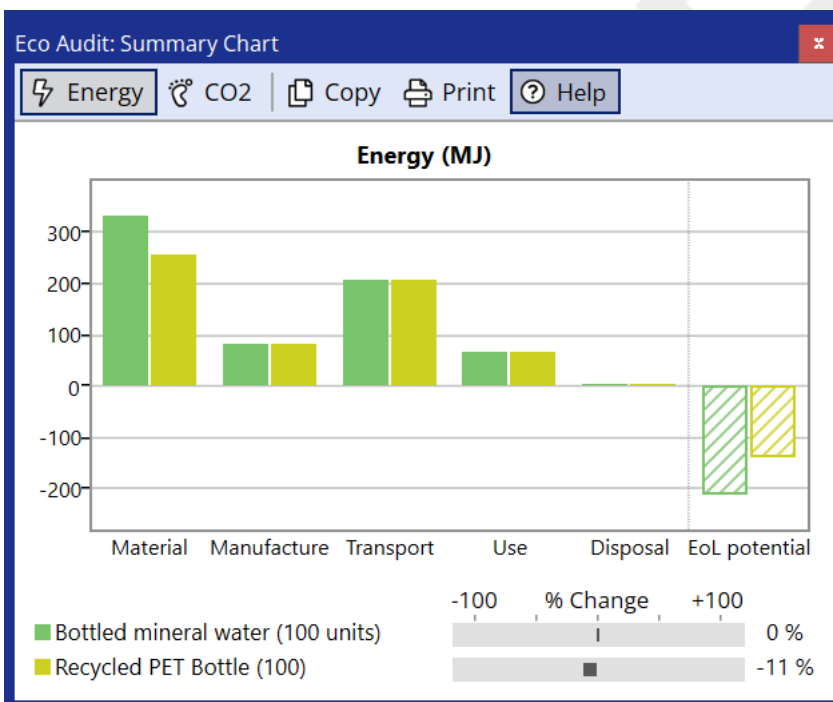 Eco Audit: Summary Chart x
Energy CO2 Copy Print ? Help
Energy (MJ)
300
200
100
0
-100
-200
Material Manufacture Transport Use Disposal EoL potential
-100 % Change +100
Bottled mineral water (100 units) 0 %
Recycled PET Bottle (100) -11 %